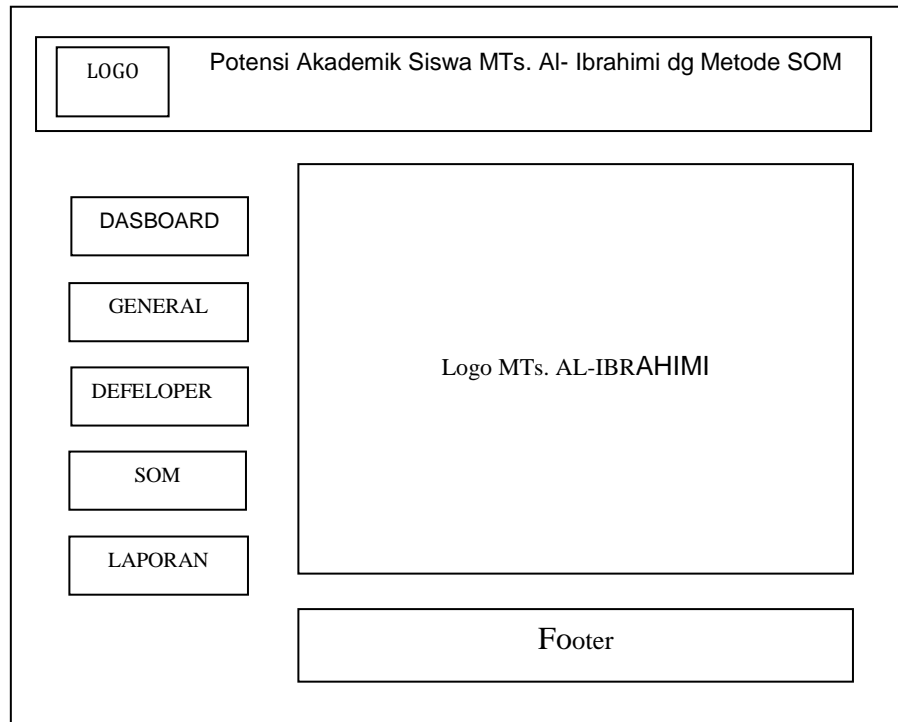 LOGO
Potensi Akademik Siswa MTs. Al- Ibrahimi dg Metode SOM
DASBOARD
GENERAL
DEFELOPER
SOM
LAPORAN
Logo MTs. AL-IBRAHIMI
Footer